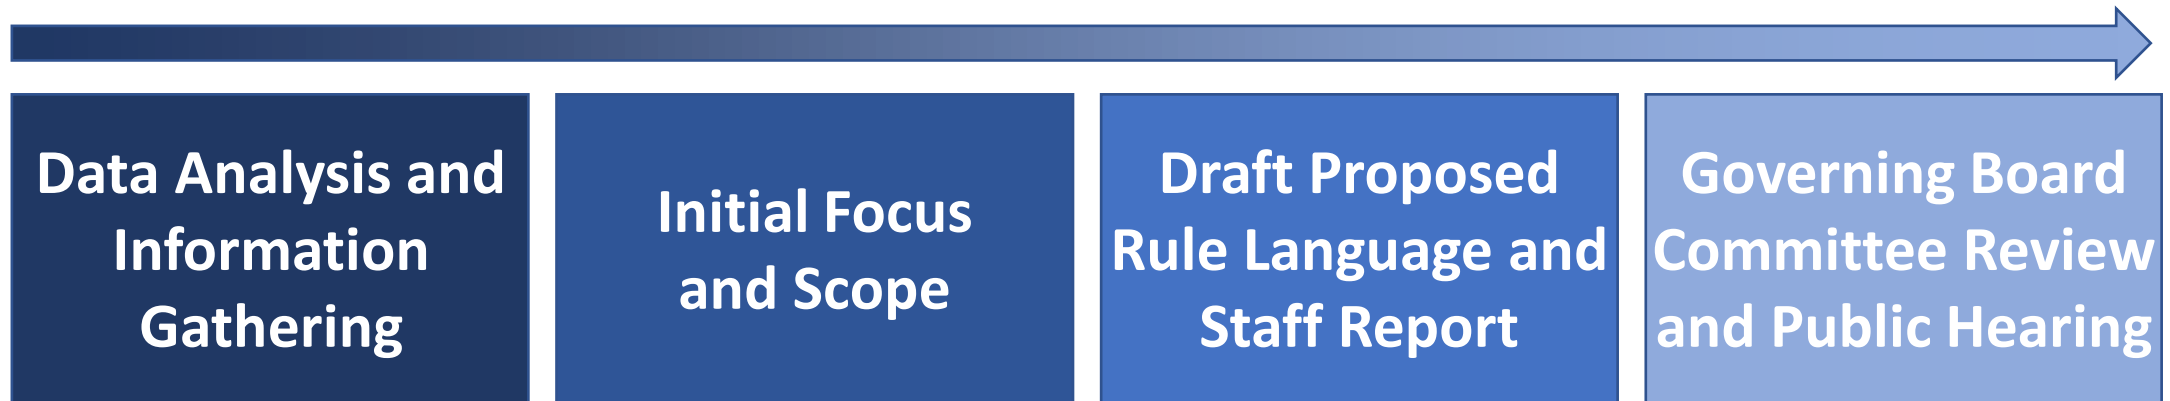 Data Analysis and
Information
Gathering
Initial Focus
and Scope
Draft Proposed
Rule Language and
Staff Report
Governing Board
Committee Review
and Public Hearing